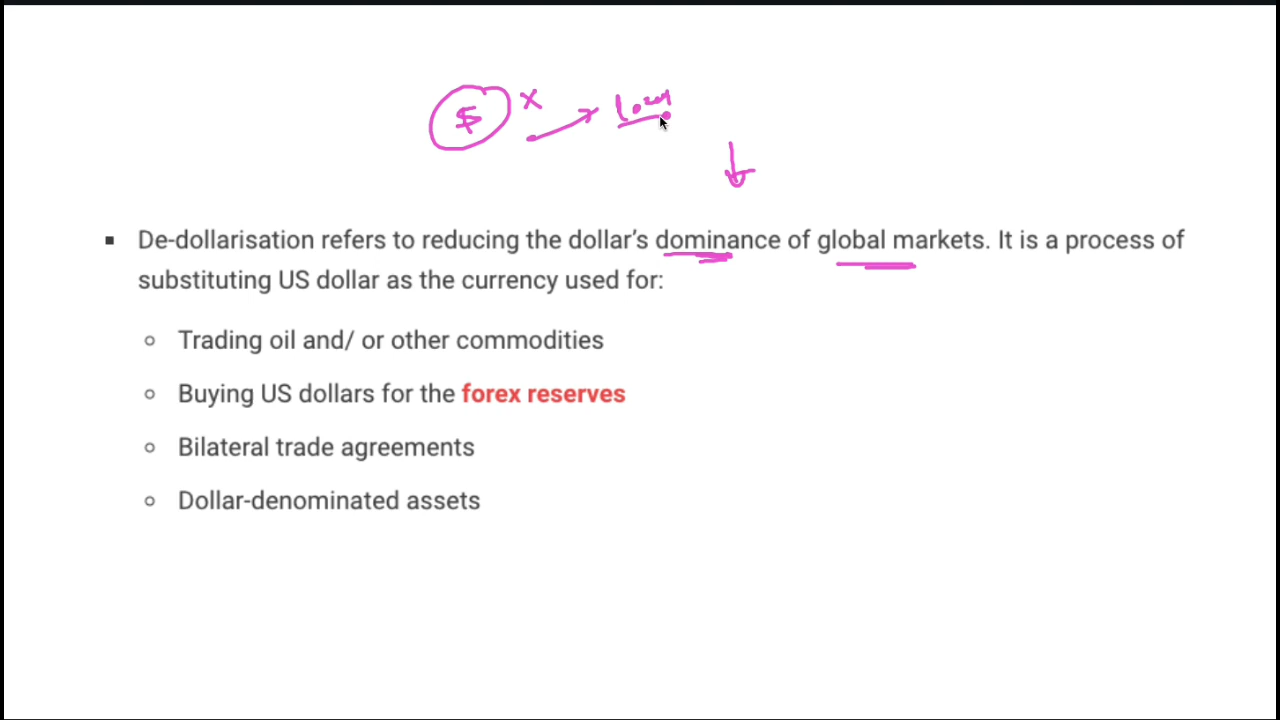 $ x local
▪ De-dollarisation refers to reducing the dollar’s dominance of global markets. It is a process of
substituting US dollar as the currency used for:
○ Trading oil and/ or other commodities
○ Buying US dollars for the forex reserves
○ Bilateral trade agreements
○ Dollar-denominated assets